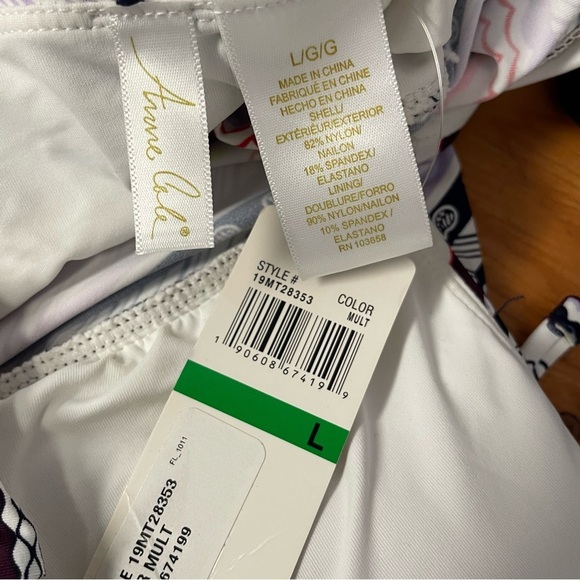 Anne Cole®
L/G/G
MADE IN CHINA
FABRIQUÉ EN CHINE
HECHO EN CHINA
SHELL/
EXTÉRIEUR/EXTERIOR
82% NYLON/
NAILON
18% SPANDEX/
ELASTANO
LINING/
DOUBLURE/FORRO
90% NYLON/NAILON
10% SPANDEX /
ELASTANO
RN 103658
STYLE #
19MT28353
COLOR
MULT
1 90608 67419 9
L
FL_1011
E 19MT28353
R MULT
674199